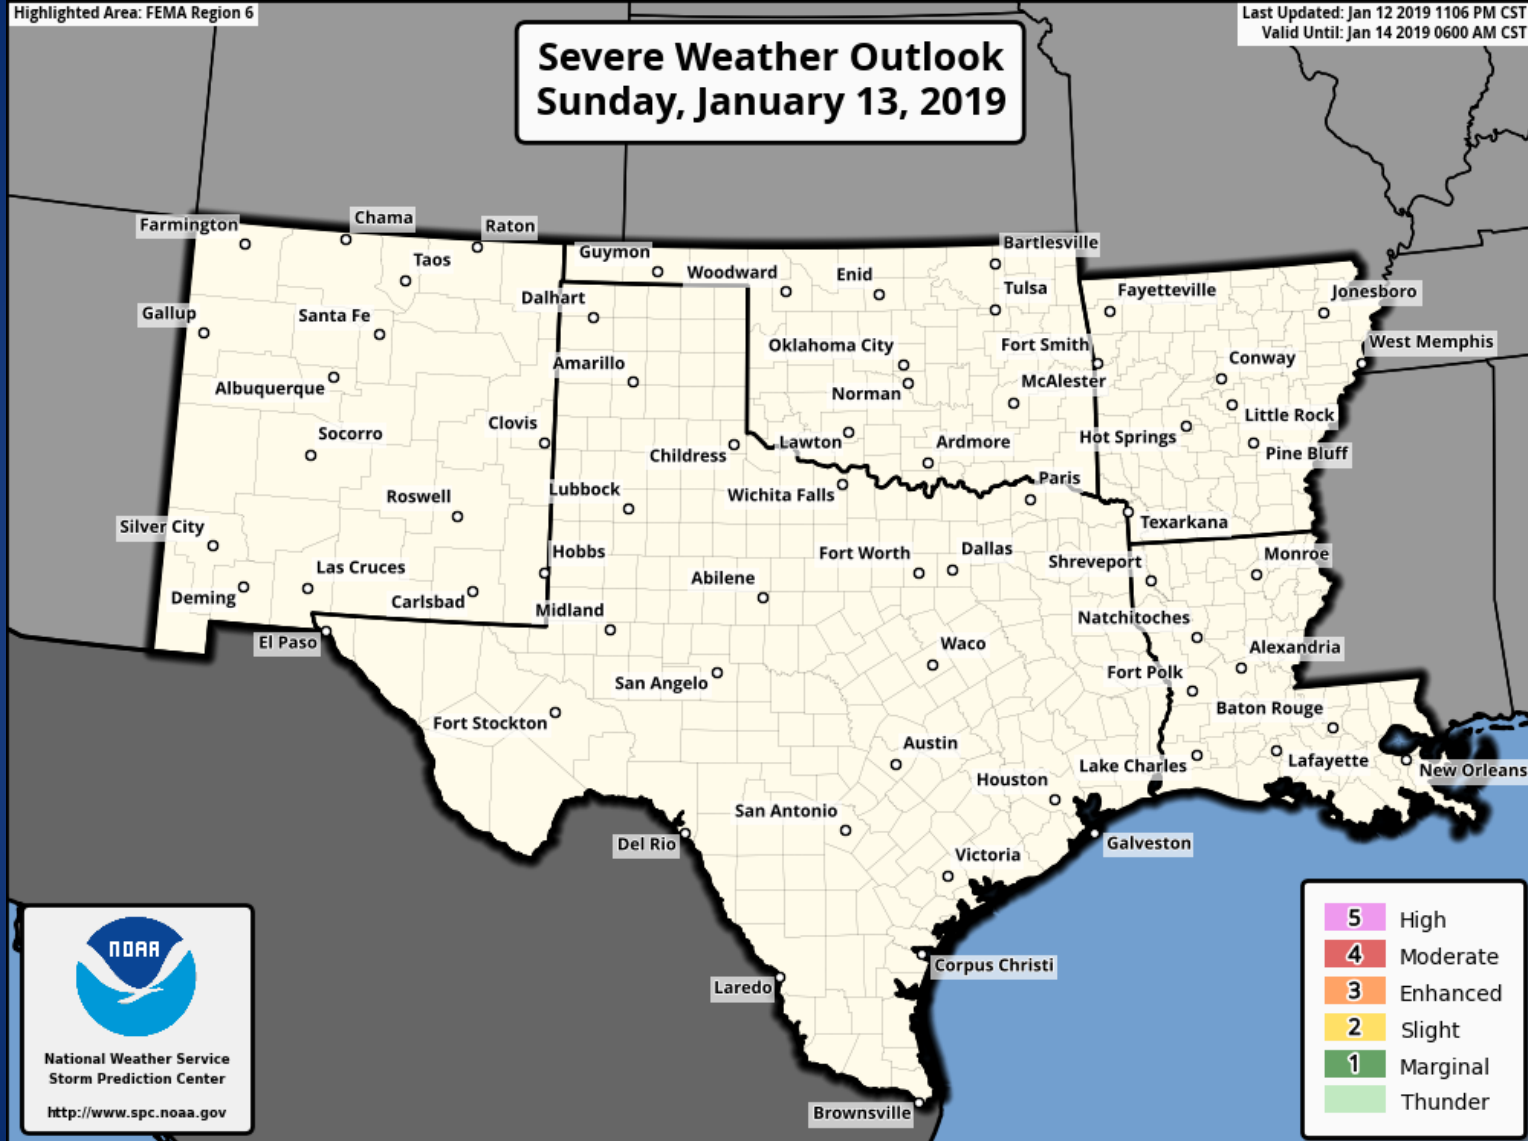 Highlighted Area: FEMA Region 6
Last Updated: Jan 12 2019 1106 PM CST
Valid Until: Jan 14 2019 0600 AM CST
Severe Weather Outlook
Sunday, January 13, 2019
Farmington
Chama
Raton
Taos
Guymon
Woodward
Enid
Bartlesville
Tulsa
Dalhart
Fayetteville
Jonesboro
Gallup
Santa Fe
Oklahoma City
Fort Smith
West Memphis
Amarillo
Conway
Albuquerque
Norman
McAlester
Little Rock
Clovis
Socorro
Childress
Lawton
Ardmore
Hot Springs
Pine Bluff
Roswell
Lubbock
Wichita Falls
Paris
Texarkana
Silver City
Hobbs
Fort Worth
Dallas
Shreveport
Monroe
Las Cruces
Abilene
Deming
Carlsbad
Midland
Natchitoches
El Paso
Waco
Alexandria
San Angelo
Fort Polk
Fort Stockton
Baton Rouge
Austin
Lake Charles
Lafayette
New Orleans
Houston
San Antonio
Del Rio
Galveston
Victoria
Corpus Christi
Laredo
Brownsville
NOAA
National Weather Service
Storm Prediction Center
http://www.spc.noaa.gov
5 High
4 Moderate
3 Enhanced
2 Slight
1 Marginal
Thunder